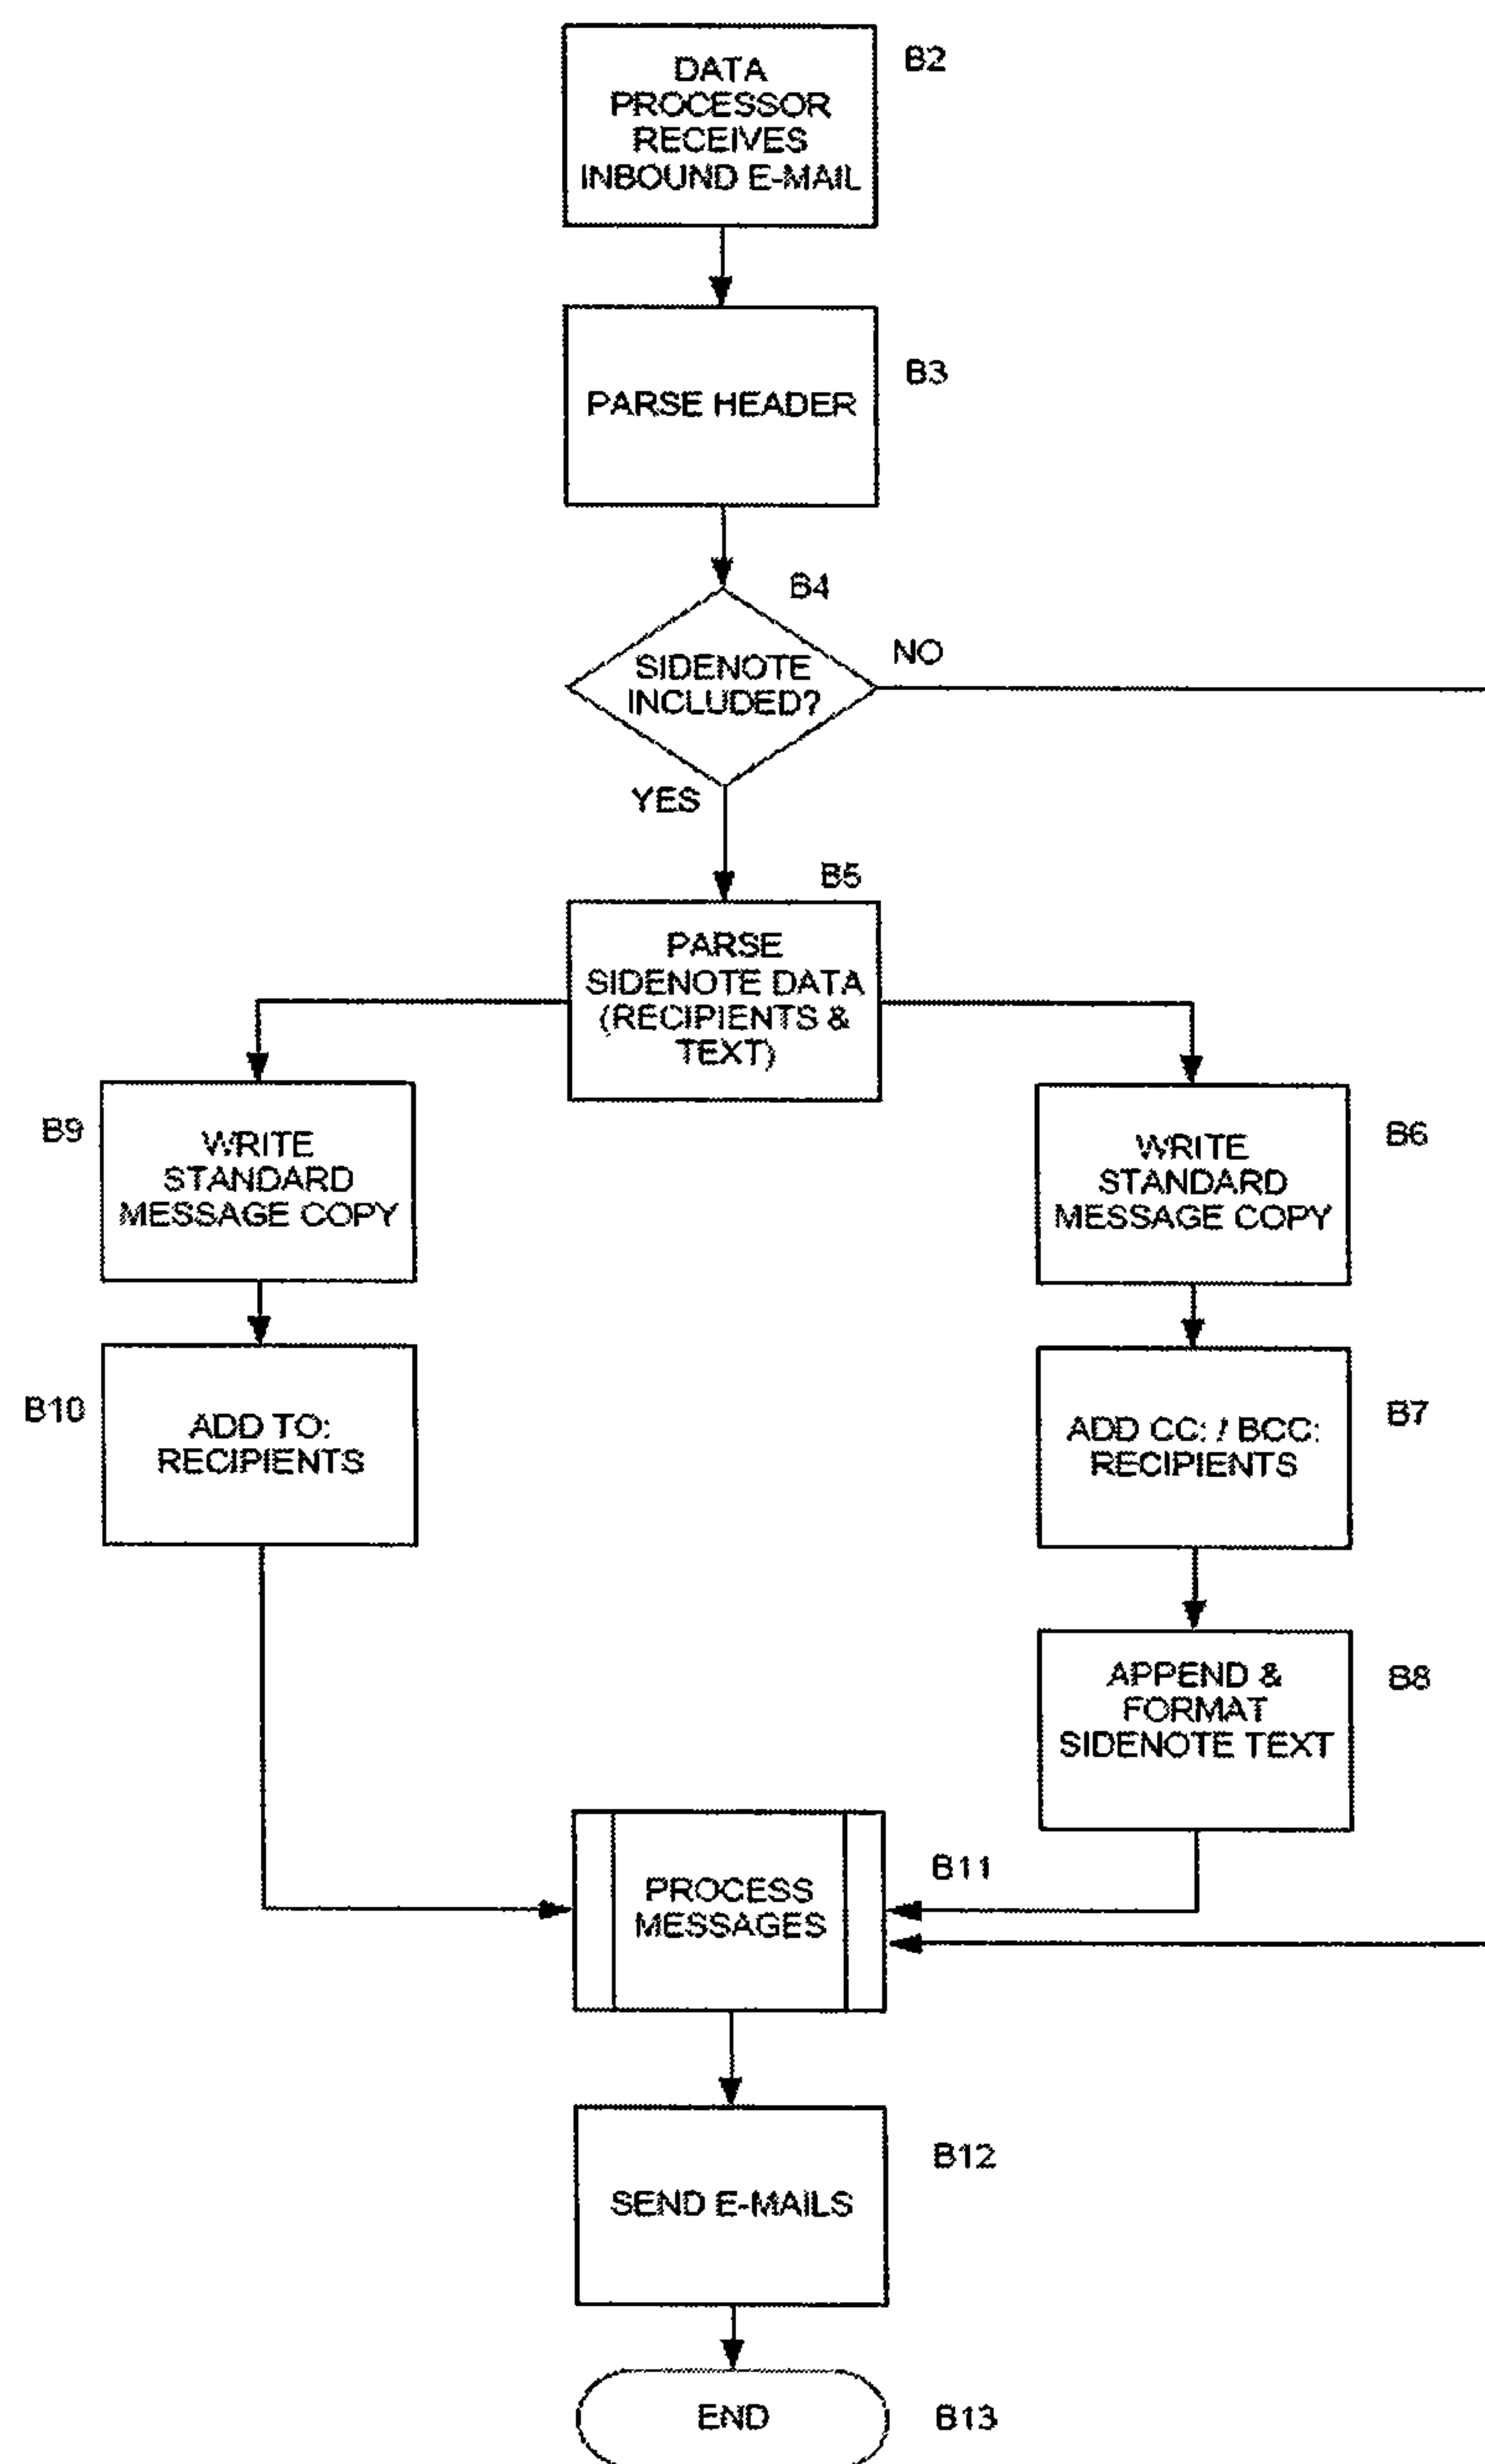 DATA
PROCESSOR
RECEIVES
INBOUND E-MAIL
B2
PARSE HEADER
B3
B4
SIDENOTE
INCLUDED?
NO
YES
B5
PARSE
SIDENOTE DATA
(RECIPIENTS &
TEXT)
B9
WRITE
STANDARD
MESSAGE COPY
WRITE
STANDARD
MESSAGE COPY
B6
B10
ADD TO:
RECIPIENTS
ADD CC: / BCC:
RECIPIENTS
B7
APPEND &
FORMAT
SIDENOTE TEXT
B8
PROCESS
MESSAGES
B11
SEND E-MAILS
B12
END
B13